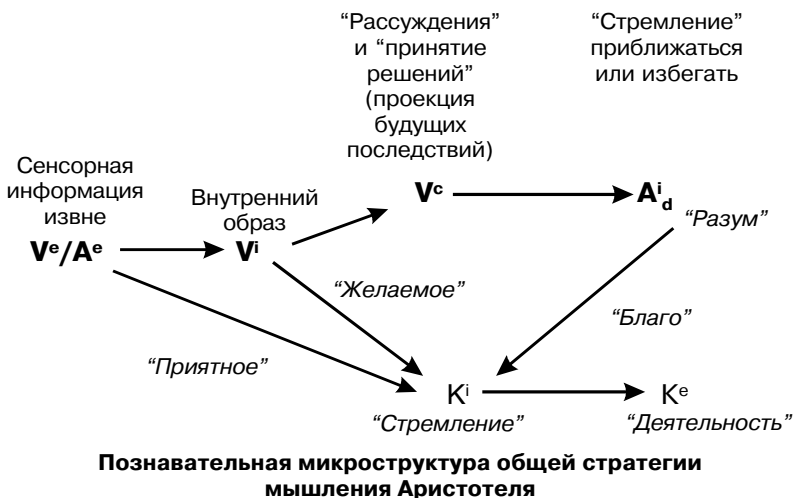 “Рассуждения”
и “принятие
решений”
(проекция
будущих
последствий)
“Стремление”
приближаться
или избегать
Сенсорная
информация
извне
Внутренний
образ
Vᵉ/Aᵉ
Vⁱ
Vᶜ
Aⁱ_d
“Разум”
“Желаемое”
“Благо”
“Приятное”
Kⁱ
Kᵉ
“Стремление”
“Деятельность”
Познавательная микроструктура общей стратегии
мышления Аристотеля